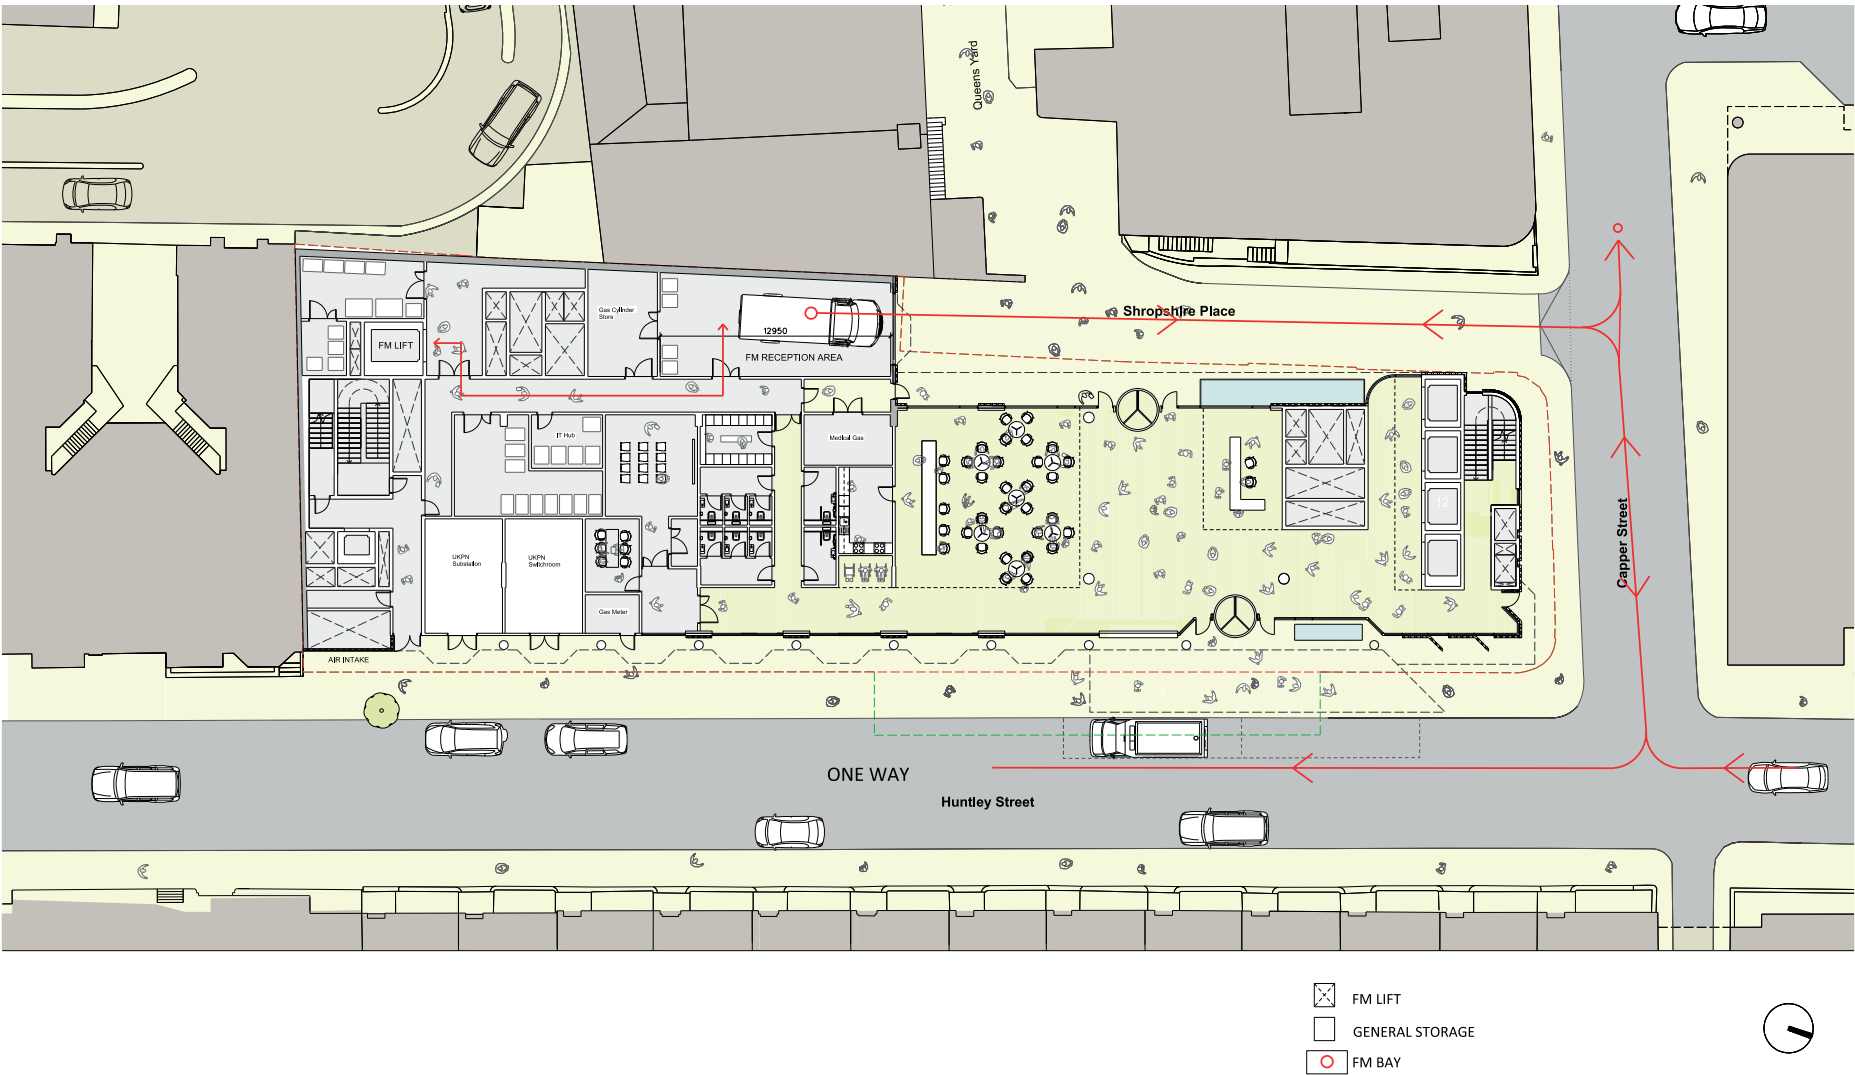 Queens Yard
Gas Cylinder
Store
Shropshire Place
12950
FM LIFT
FM RECEPTION AREA
IT Hub
Medical Gas
12
Capper Street
UKPN
Substation
UKPN
Switchroom
Gas Meter
AIR INTAKE
ONE WAY
Huntley Street
FM LIFT
GENERAL STORAGE
FM BAY